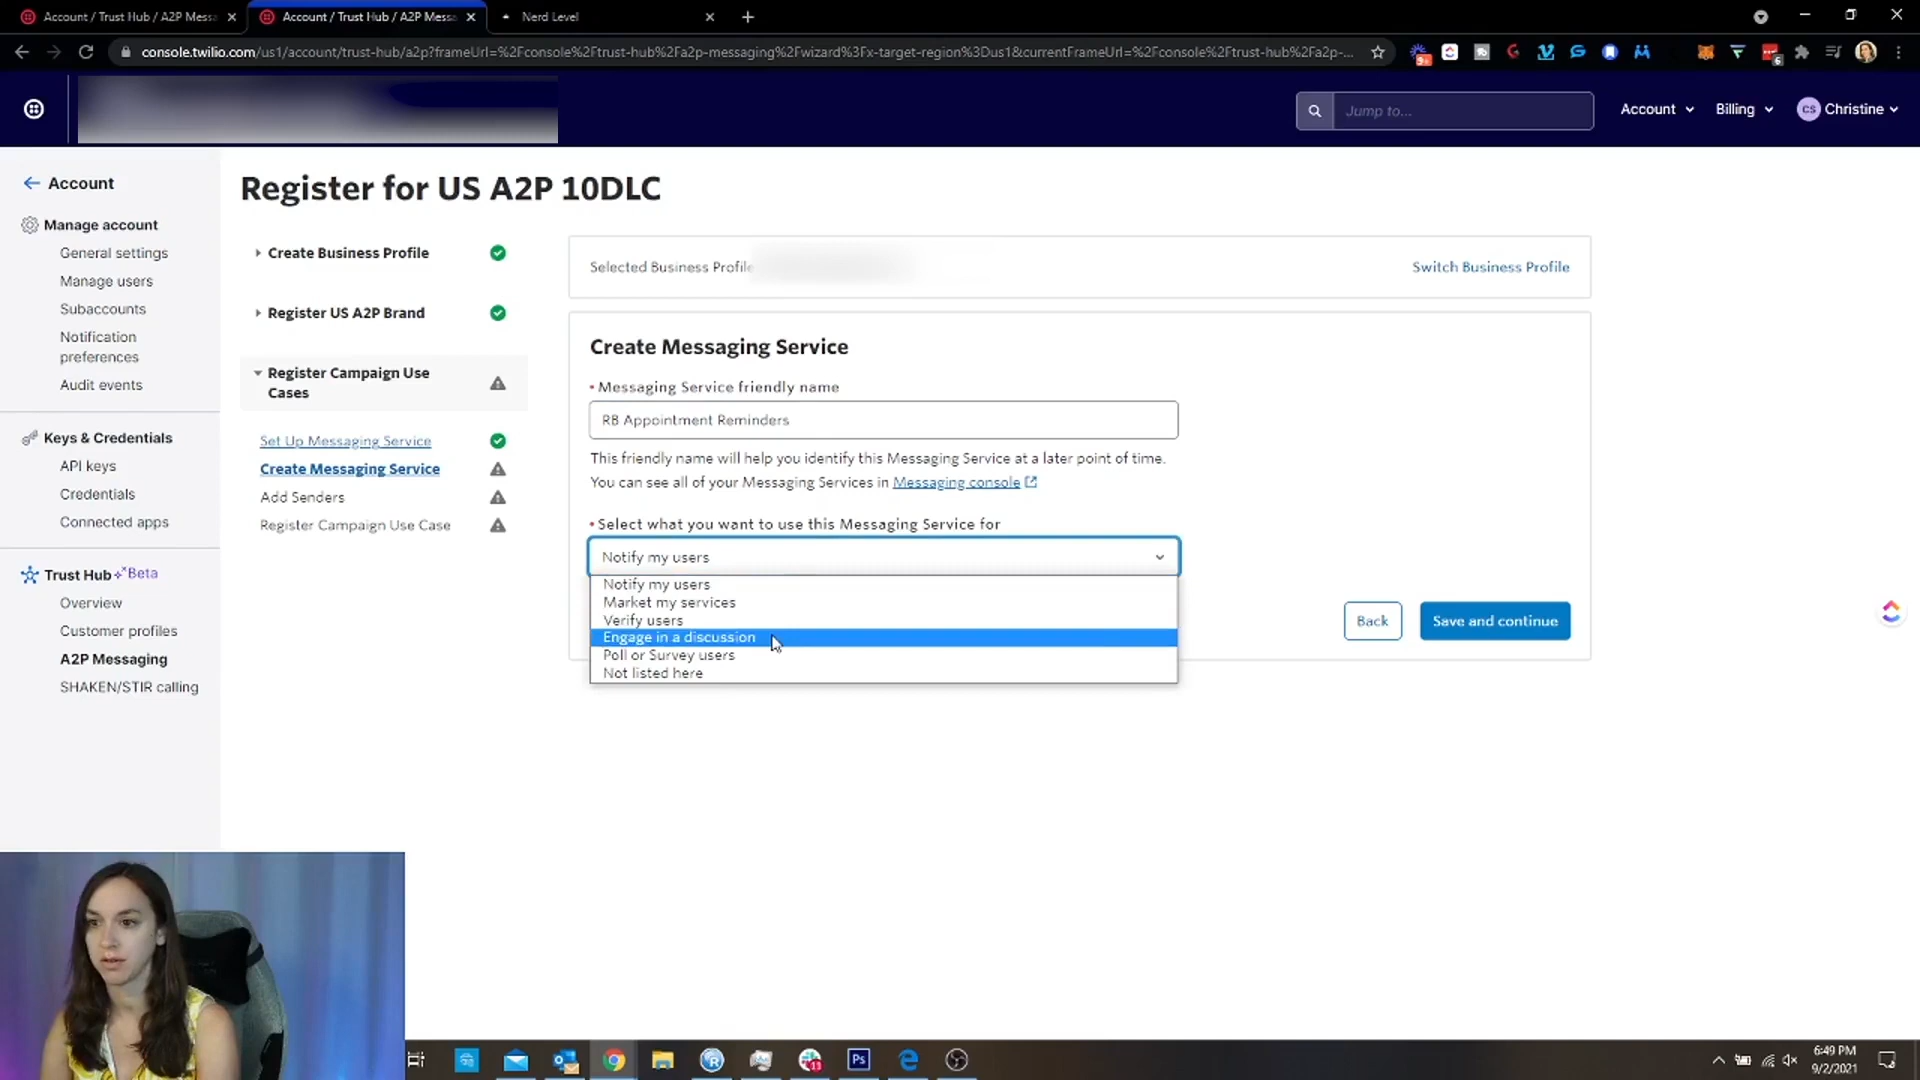 Account / Trust Hub / A2P Messa
Account / Trust Hub / A2P Messa
Nerd Level
console.twilio.com/us1/account/trust-hub/a2p?frameUrl=%2Fconsole%2Ftrust-hub%2Fa2p-messaging%2Fwizard%3Fx-target-region%3Dus1&currentFrameUrl=%2Fconsole%2Ftrust-hub%2Fa2p-...
Jump to...
Account
Billing
CS
Christine
Account
Manage account
General settings
Manage users
Subaccounts
Notification
preferences
Audit events
Keys & Credentials
API keys
Credentials
Connected apps
Trust Hub Beta
Overview
Customer profiles
A2P Messaging
SHAKEN/STIR calling
Register for US A2P 10DLC
Create Business Profile
Register US A2P Brand
Register Campaign Use
Cases
Set Up Messaging Service
Create Messaging Service
Add Senders
Register Campaign Use Case
Selected Business Profile
Switch Business Profile
Create Messaging Service
• Messaging Service friendly name
RB Appointment Reminders
This friendly name will help you identify this Messaging Service at a later point of time.
You can see all of your Messaging Services in Messaging console
• Select what you want to use this Messaging Service for
Notify my users
Notify my users
Market my services
Verify users
Engage in a discussion
Poll or Survey users
Not listed here
Back
Save and continue
Ps
6:49 PM
9/2/2021